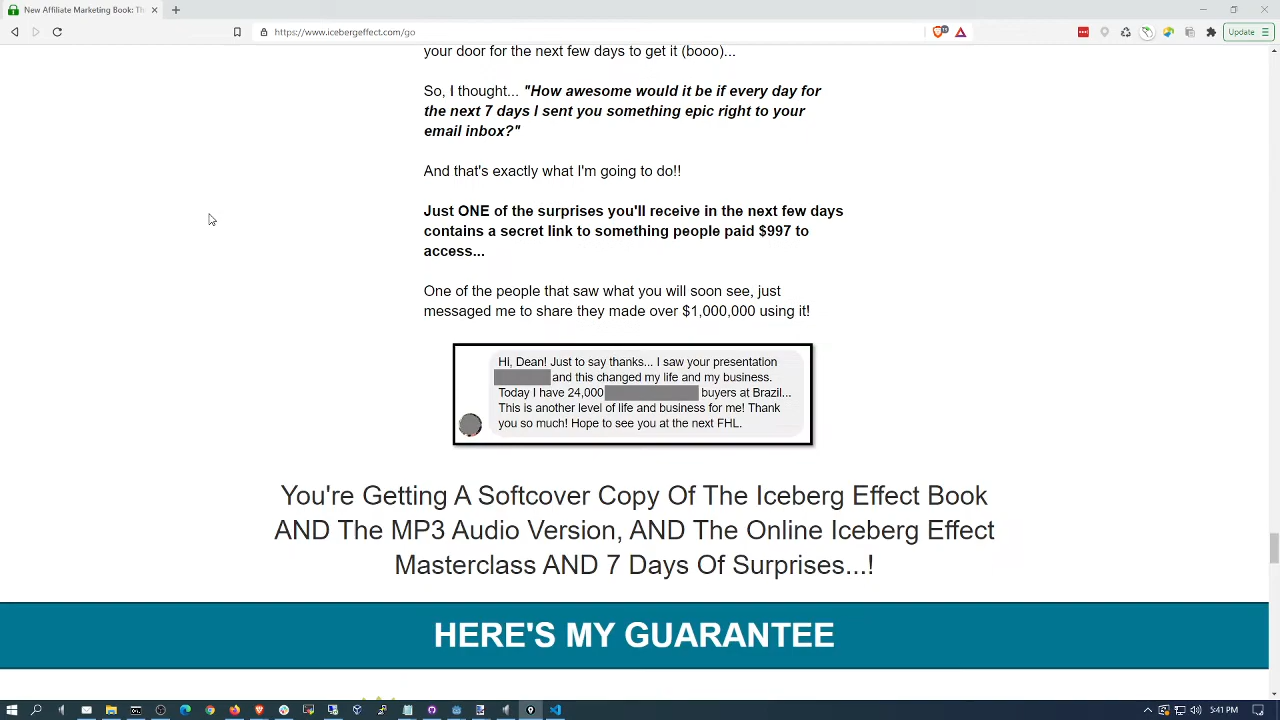 New Affiliate Marketing Book: Th
https://www.icebergeffect.com/go
Update
your door for the next few days to get it (booo)...
So, I thought... "How awesome would it be if every day for
the next 7 days I sent you something epic right to your
email inbox?"
And that's exactly what I'm going to do!!
Just ONE of the surprises you'll receive in the next few days
contains a secret link to something people paid $997 to
access...
One of the people that saw what you will soon see, just
messaged me to share they made over $1,000,000 using it!
Hi, Dean! Just to say thanks... I saw your presentation
and this changed my life and my business.
Today I have 24,000 buyers at Brazil...
This is another level of life and business for me! Thank
you so much! Hope to see you at the next FHL.
You're Getting A Softcover Copy Of The Iceberg Effect Book
AND The MP3 Audio Version, AND The Online Iceberg Effect
Masterclass AND 7 Days Of Surprises...!
HERE'S MY GUARANTEE
5:41 PM